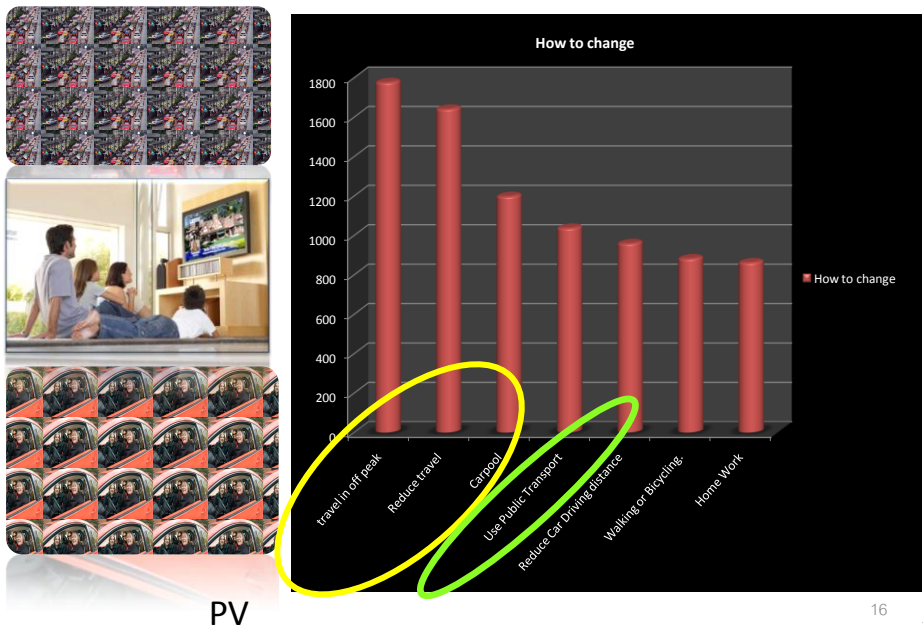 How to change
1800
1600
1400
1200
1000
800
600
400
200
0
travel in off peak
Reduce travel
Carpool
Use Public Transport
Reduce Car Driving distance
Walking or Bicycling.
Home Work
How to change
PV
16